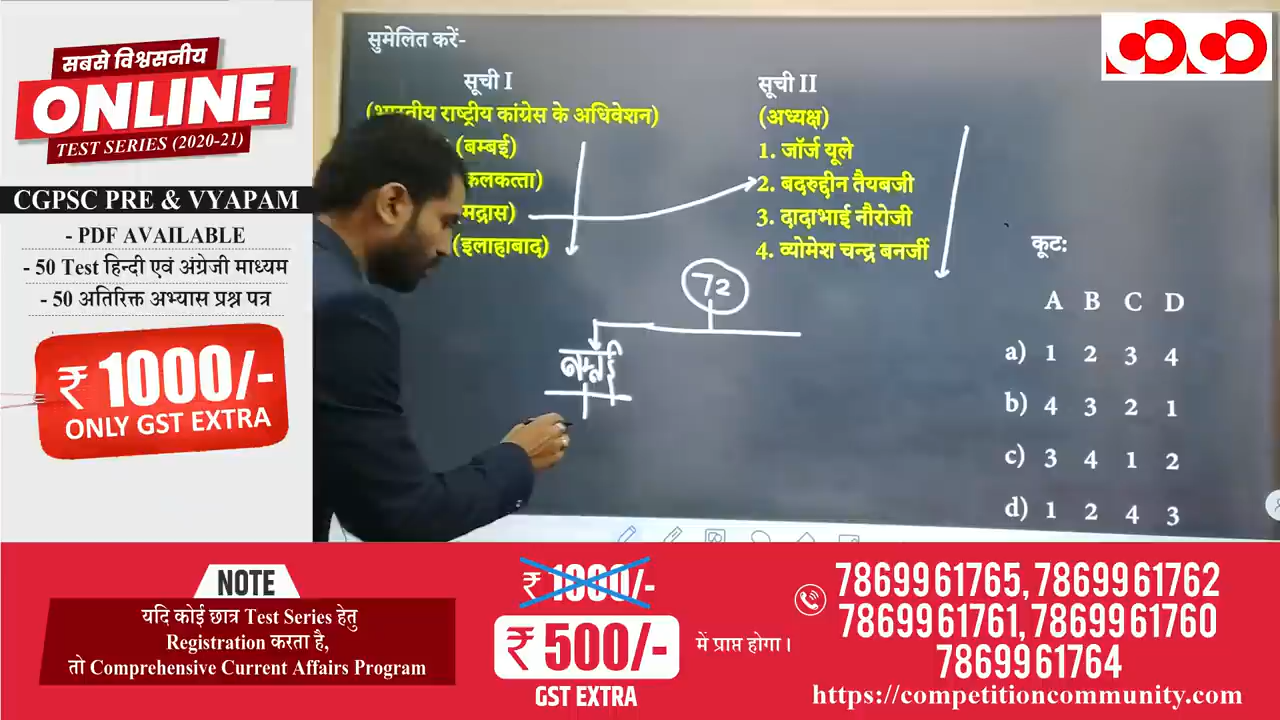 सबसे विश्वसनीय
ONLINE
TEST SERIES (2020-21)
CGPSC PRE & VYAPAM
- PDF AVAILABLE
- 50 Test हिन्दी एवं अंग्रेजी माध्यम
- 50 अतिरिक्त अभ्यास प्रश्न पत्र
₹ 1000/-
ONLY GST EXTRA
सुमेलित करें-
सूची I
(भारतीय राष्ट्रीय कांग्रेस के अधिवेशन)
(बम्बई)
कलकत्ता)
मद्रास)
(इलाहाबाद)
सूची II
(अध्यक्ष)
1. जॉर्ज यूले
2. बदरुद्दीन तैयबजी
3. दादाभाई नौरोजी
4. व्योमेश चन्द्र बनर्जी
72
कूट:
A B C D
a) 1 2 3 4
b) 4 3 2 1
c) 3 4 1 2
d) 1 2 4 3
NOTE
यदि कोई छात्र Test Series हेतु
Registration करता है,
तो Comprehensive Current Affairs Program
₹ 1000/-
₹ 500/-
GST EXTRA
में प्राप्त होगा।
7869961765, 7869961762
7869961761, 7869961760
7869961764
https://competitioncommunity.com